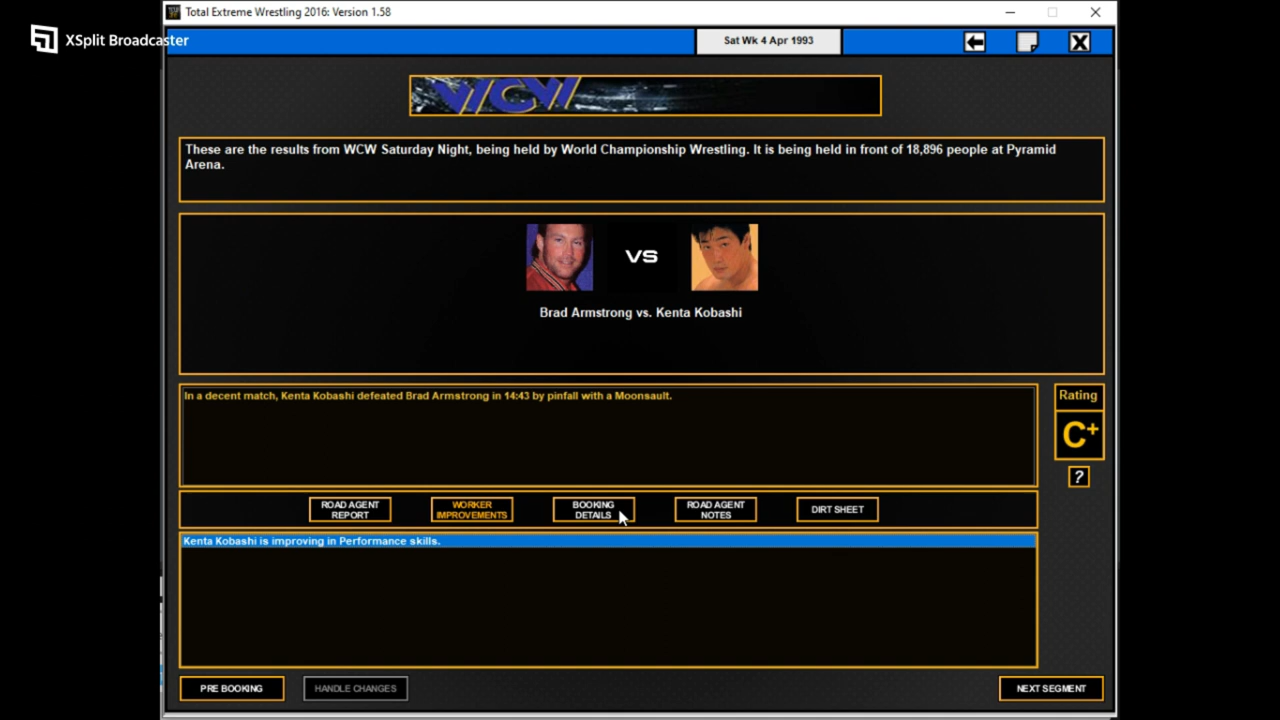 Total Extreme Wrestling 2016: Version 1.58
XSplit Broadcaster
Sat Wk 4 Apr 1993
WCW
These are the results from WCW Saturday Night, being held by World Championship Wrestling. It is being held in front of 18,896 people at Pyramid
Arena.
VS
Brad Armstrong vs. Kenta Kobashi
In a decent match, Kenta Kobashi defeated Brad Armstrong in 14:43 by pinfall with a Moonsault.
Rating
C+
?
ROAD AGENT
REPORT
WORKER
IMPROVEMENTS
BOOKING
DETAILS
ROAD AGENT
NOTES
DIRT SHEET
Kenta Kobashi is improving in Performance skills.
PRE BOOKING
HANDLE CHANGES
NEXT SEGMENT